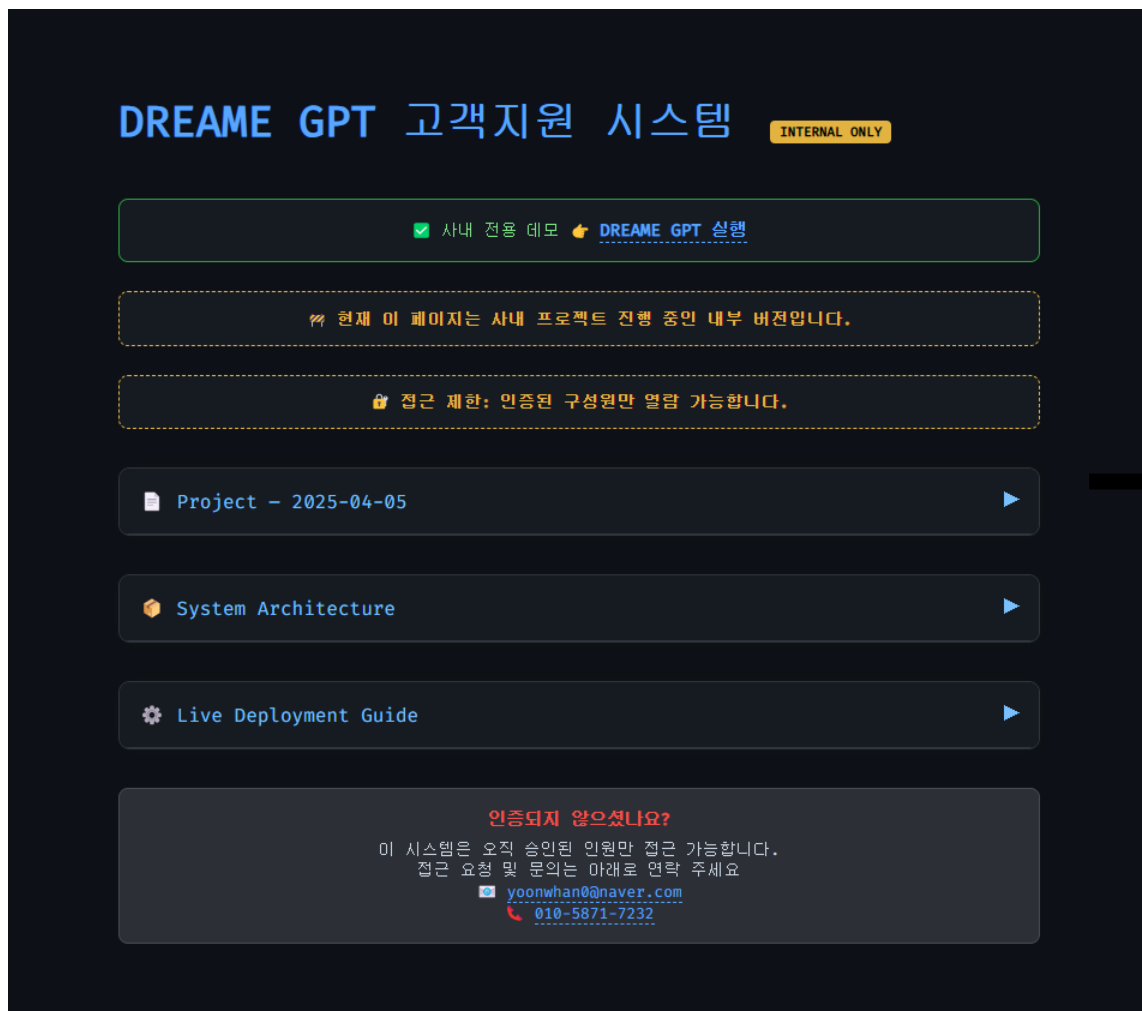 DREAME GPT 고객지원 시스템 INTERNAL ONLY
✅ 사내 전용 데모 👉 DREAME GPT 실행
🚧 현재 이 페이지는 사내 프로젝트 진행 중인 내부 버전입니다.
🔐 접근 제한: 인증된 구성원만 열람 가능합니다.
📄 Project — 2025-04-05 ▶
📦 System Architecture ▶
⚙️ Live Deployment Guide ▶
인증되지 않으셨나요?
이 시스템은 오직 승인된 인원만 접근 가능합니다.
접근 요청 및 문의는 아래로 연락 주세요
📧 yoonwhan0@naver.com
📞 010-5871-7232